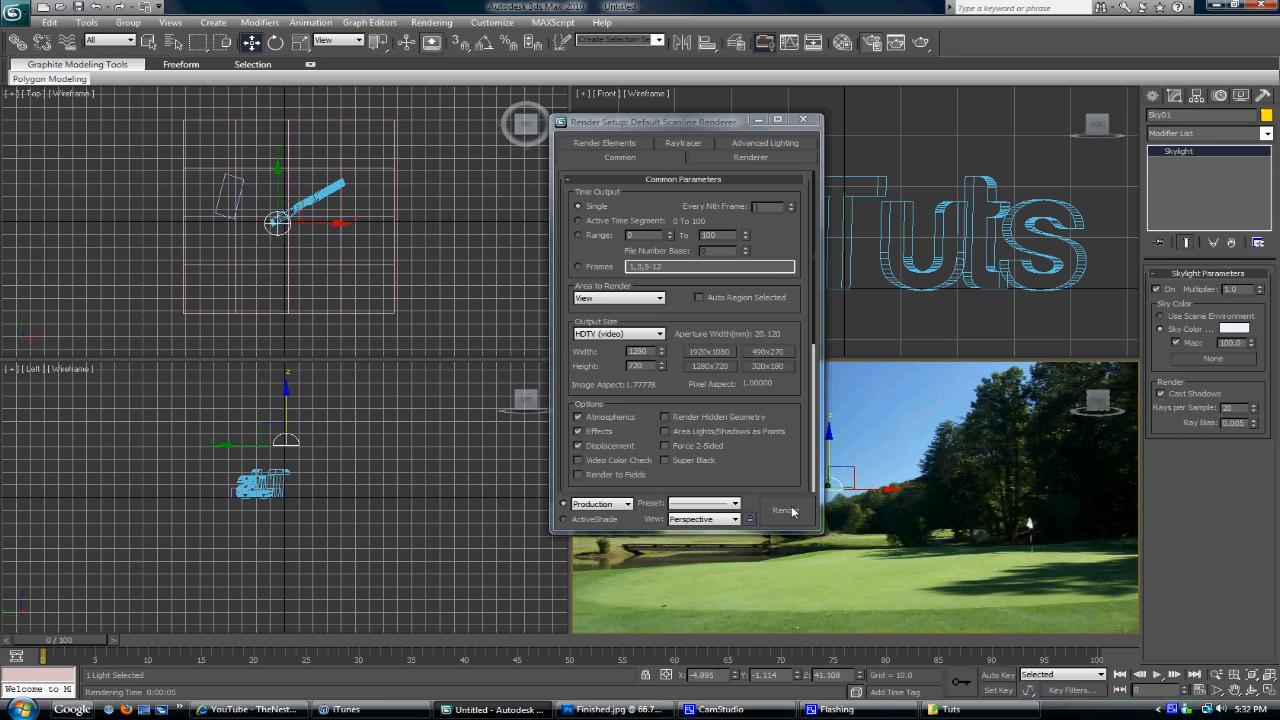 Autodesk 3ds Max 2010 Untitled
Type a keyword or phrase
Edit Tools Group Views Create Modifiers Animation Graph Editors Rendering Customize MAXScript Help
All View Create Selection Se
Graphite Modeling Tools Freeform Selection
Polygon Modeling
[ + ] [ Top ] [ Wireframe ]
[ + ] [ Front ] [ Wireframe ]
[ + ] [ Left ] [ Wireframe ]
TOP
FRONT
LEFT
Tuts
Render Setup: Default Scanline Renderer
Render Elements Raytracer Advanced Lighting
Common Renderer
Common Parameters
Time Output
Single Every Nth Frame: 1
Active Time Segment: 0 To 100
Range: 0 To 100
File Number Base: 0
Frames 1,3,5-12
Area to Render
View Auto Region Selected
Output Size
HDTV (video) Aperture Width(mm): 20.120
Width: 1280 1920x1080 490x270
Height: 720 1280x720 320x180
Image Aspect:1.77778 Pixel Aspect: 1.00000
Options
Atmospherics Render Hidden Geometry
Effects Area Lights/Shadows as Points
Displacement Force 2-Sided
Video Color Check Super Black
Render to Fields
Production Preset: Render
ActiveShade View: Perspective
Sky01
Modifier List
Skylight
Skylight Parameters
On Multiplier: 1.0
Sky Color
Use Scene Environment
Sky Color ...
Map: 100.0
None
Render
Cast Shadows
Rays per Sample: 20
Ray Bias: 0.005
0 / 100
0 5 10 15 20 25 30 35 40 45 50 55 60 65 70 75 80 85 90 95 100
1 Light Selected X: -4.895 Y: -1.114 Z: 41.108 Grid = 10.0 Auto Key Selected
Welcome to M Rendering Time 0:00:05 Add Time Tag Set Key Key Filters... 0
Google YouTube - TheNest... iTunes Untitled - Autodesk ... Finished.jpg @ 66.7... CamStudio Flashing Tuts 5:32 PM